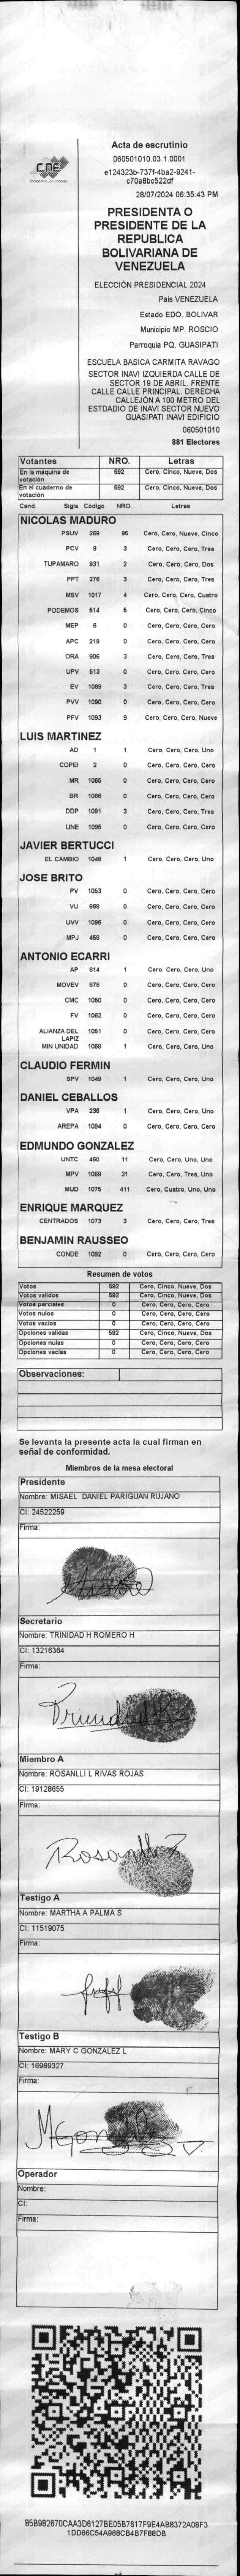 CNE
Acta de escrutinio
060501010.03.1.0001
e124323b-737f-4ba2-9241-
c70a8bc522df
28/07/2024 06:35:43 PM
PRESIDENTA O
PRESIDENTE DE LA
REPUBLICA
BOLIVARIANA DE
VENEZUELA
ELECCIÓN PRESIDENCIAL 2024
Pais VENEZUELA
Estado EDO. BOLIVAR
Municipio MP. ROSCIO
Parroquia PQ. GUASIPATI
ESCUELA BASICA CARMITA RAVAGO
SECTOR INAVI IZQUIERDA CALLE DE
SECTOR 19 DE ABRIL. FRENTE
CALLE CALLE PRINCIPAL. DERECHA
CALLEJÓN A 100 METRO DEL
ESTDADIO DE INAVI SECTOR NUEVO
GUASIPATI INAVI EDIFICIO
060501010
881 Electores
Votantes NRO. Letras
En la máquina de votación 592 Cero, Cinco, Nueve, Dos
En el cuaderno de votación 592 Cero, Cinco, Nueve, Dos
Cand. Sigla Código NRO. Letras
NICOLAS MADURO
PSUV 269 95 Cero, Cero, Nueve, Cinco
PCV 9 3 Cero, Cero, Cero, Tres
TUPAMARO 931 2 Cero, Cero, Cero, Dos
PPT 276 3 Cero, Cero, Cero, Tres
MSV 1017 4 Cero, Cero, Cero, Cuatro
PODEMOS 514 5 Cero, Cero, Cero, Cinco
MEP 6 0 Cero, Cero, Cero, Cero
APC 219 0 Cero, Cero, Cero, Cero
ORA 906 3 Cero, Cero, Cero, Tres
UPV 513 0 Cero, Cero, Cero, Cero
EV 1089 3 Cero, Cero, Cero, Tres
PVV 1090 0 Cero, Cero, Cero, Cero
PFV 1093 9 Cero, Cero, Cero, Nueve
LUIS MARTINEZ
AD 1 1 Cero, Cero, Cero, Uno
COPEI 2 0 Cero, Cero, Cero, Cero
MR 1065 0 Cero, Cero, Cero, Cero
BR 1066 0 Cero, Cero, Cero, Cero
DDP 1091 3 Cero, Cero, Cero, Tres
UNE 1095 0 Cero, Cero, Cero, Cero
JAVIER BERTUCCI
EL CAMBIO 1048 1 Cero, Cero, Cero, Uno
JOSE BRITO
PV 1053 0 Cero, Cero, Cero, Cero
VU 868 0 Cero, Cero, Cero, Cero
UVV 1096 0 Cero, Cero, Cero, Cero
MPJ 458 0 Cero, Cero, Cero, Cero
ANTONIO ECARRI
AP 814 1 Cero, Cero, Cero, Uno
MOVEV 878 0 Cero, Cero, Cero, Cero
CMC 1050 0 Cero, Cero, Cero, Cero
FV 1062 0 Cero, Cero, Cero, Cero
ALIANZA DEL LAPIZ 1051 0 Cero, Cero, Cero, Cero
MIN UNIDAD 1068 1 Cero, Cero, Cero, Uno
CLAUDIO FERMIN
SPV 1049 1 Cero, Cero, Cero, Uno
DANIEL CEBALLOS
VPA 236 1 Cero, Cero, Cero, Uno
AREPA 1094 0 Cero, Cero, Cero, Cero
EDMUNDO GONZALEZ
UNTC 460 11 Cero, Cero, Uno, Uno
MPV 1069 31 Cero, Cero, Tres, Uno
MUD 1075 411 Cero, Cuatro, Uno, Uno
ENRIQUE MARQUEZ
CENTRADOS 1073 3 Cero, Cero, Cero, Tres
BENJAMIN RAUSSEO
CONDE 1092 0 Cero, Cero, Cero, Cero
Resumen de votos
Votos 592 Cero, Cinco, Nueve, Dos
Votos validos 592 Cero, Cinco, Nueve, Dos
Votos parciales 0 Cero, Cero, Cero, Cero
Votos nulos 0 Cero, Cero, Cero, Cero
Votos vacios 0 Cero, Cero, Cero, Cero
Opciones validas 592 Cero, Cinco, Nueve, Dos
Opciones nulas 0 Cero, Cero, Cero, Cero
Opciones vacias 0 Cero, Cero, Cero, Cero
Observaciones:
Se levanta la presente acta la cual firman en
señal de conformidad.
Miembros de la mesa electoral
Presidente
Nombre: MISAEL DANIEL PARIGUAN RUJANO
CI: 24522259
Firma:
Secretario
Nombre: TRINIDAD H ROMERO H
CI: 13216364
Firma:
Trinidad
Miembro A
Nombre: ROSANLLI L RIVAS ROJAS
CI: 19128655
Firma:
Rosanlli
Testigo A
Nombre: MARTHA A PALMA S
CI: 11519075
Firma:
Testigo B
Nombre: MARY C GONZALEZ L
CI: 16969327
Firma:
Operador
Nombre:
CI:
Firma:
85B982670CAA3D6127BE05B7617F9E4AB8372A08F3
1DD66C54A968CB4B7F88DB